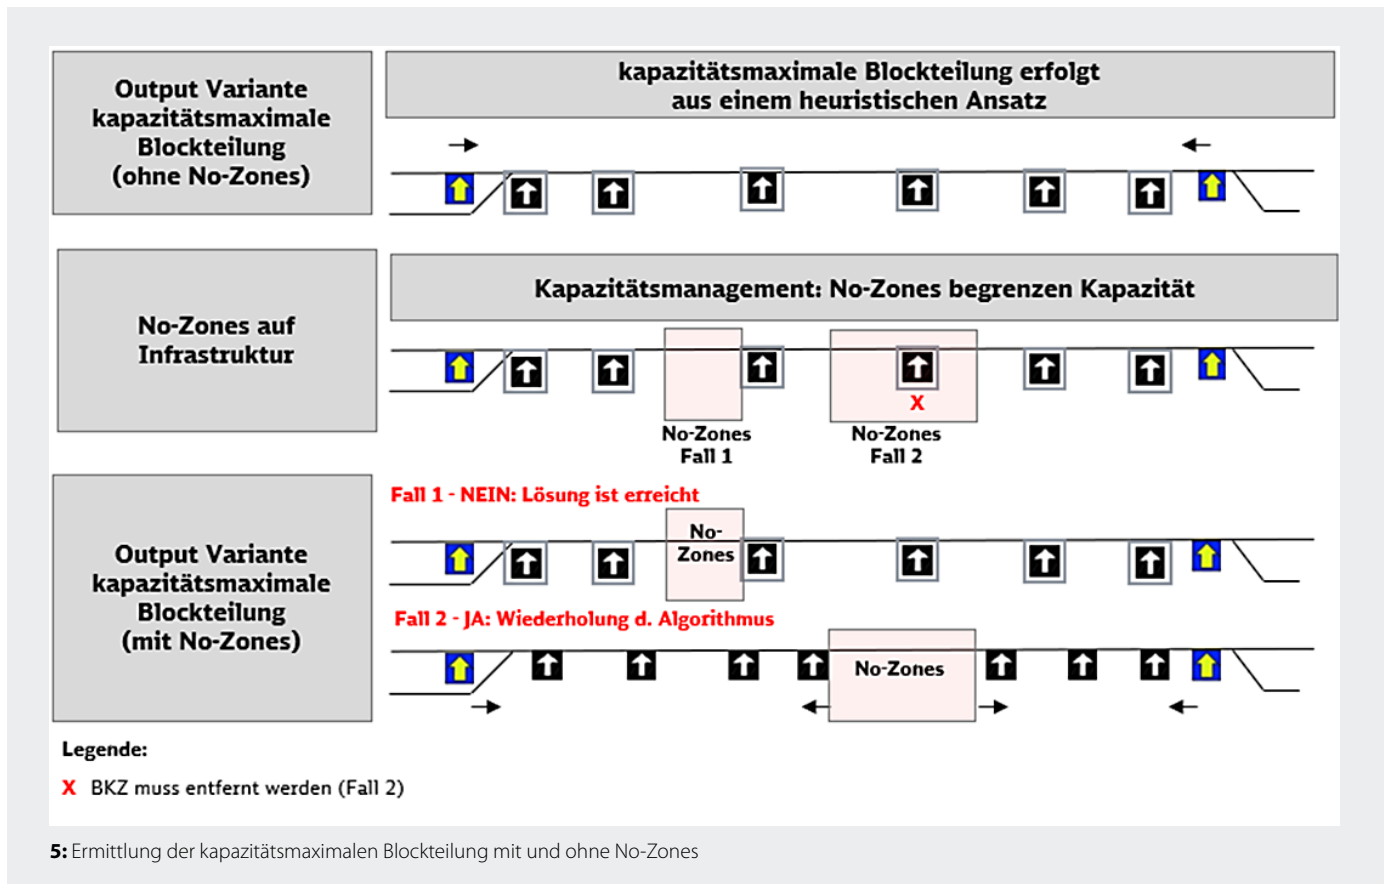 Output Variante
kapazitätsmaximale
Blockteilung
(ohne No-Zones)
kapazitätsmaximale Blockteilung erfolgt
aus einem heuristischen Ansatz
No-Zones auf
Infrastruktur
Kapazitätsmanagement: No-Zones begrenzen Kapazität
X
No-Zones
Fall 1
No-Zones
Fall 2
Output Variante
kapazitätsmaximale
Blockteilung
(mit No-Zones)
Fall 1 - NEIN: Lösung ist erreicht
No-
Zones
Fall 2 - JA: Wiederholung d. Algorithmus
No-Zones
Legende:
X BKZ muss entfernt werden (Fall 2)
5: Ermittlung der kapazitätsmaximalen Blockteilung mit und ohne No-Zones